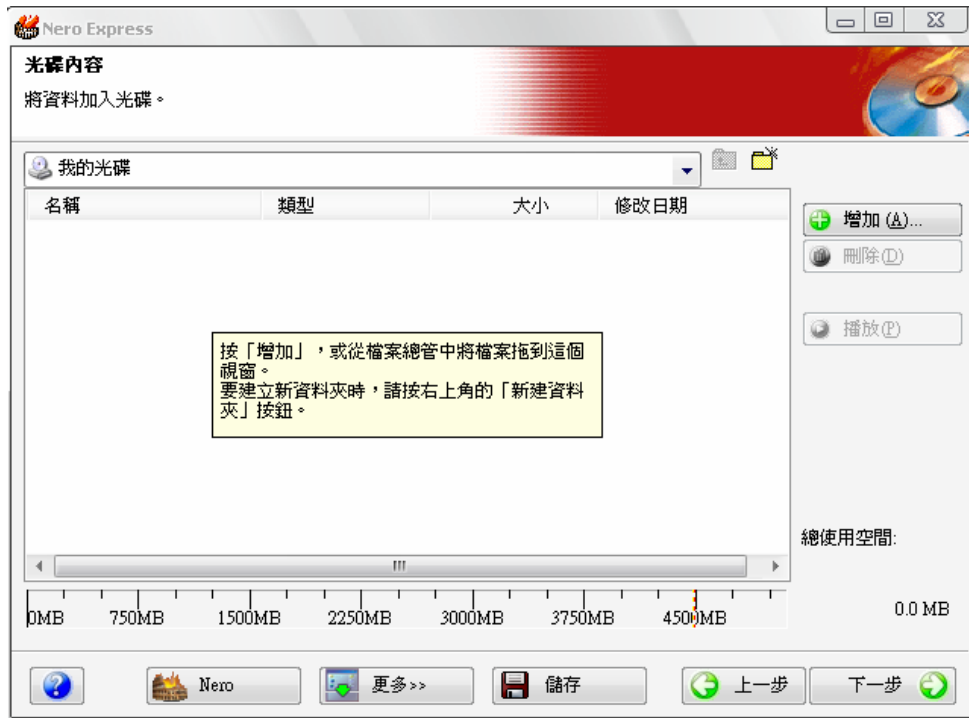 Nero Express
光碟內容
將資料加入光碟。
我的光碟
名稱 類型 大小 修改日期
增加 (A)...
刪除(D)
播放(P)
按「增加」，或從檔案總管中將檔案拖到這個
視窗。
要建立新資料夾時，請按右上角的「新建資料
夾」按鈕。
總使用空間:
0MB 750MB 1500MB 2250MB 3000MB 3750MB 4500MB
0.0 MB
Nero
更多>>
儲存
上一步
下一步